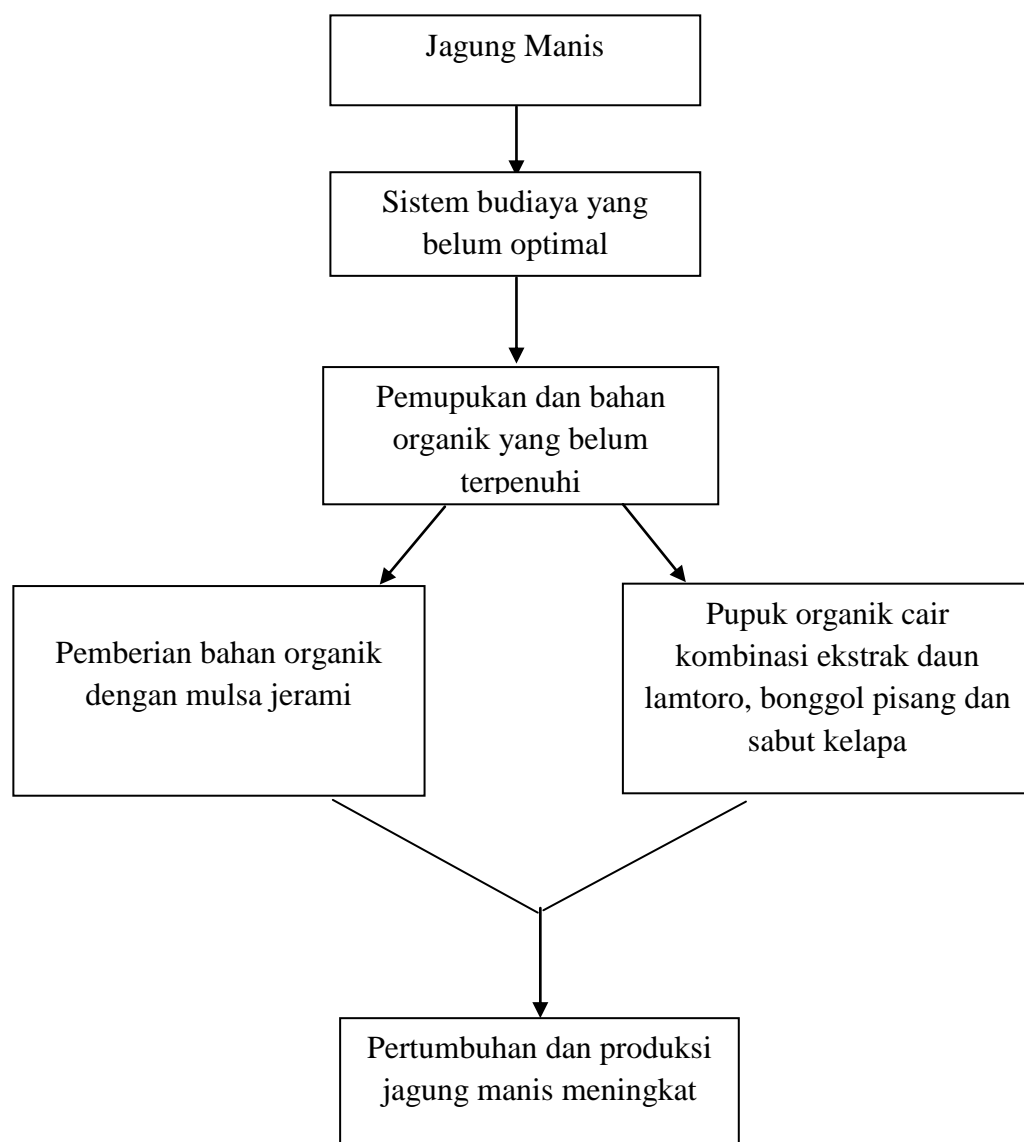 Jagung Manis
Sistem budiaya yang
belum optimal
Pemupukan dan bahan
organik yang belum
terpenuhi
Pemberian bahan organik
dengan mulsa jerami
Pupuk organik cair
kombinasi ekstrak daun
lamtoro, bonggol pisang dan
sabut kelapa
Pertumbuhan dan produksi
jagung manis meningkat